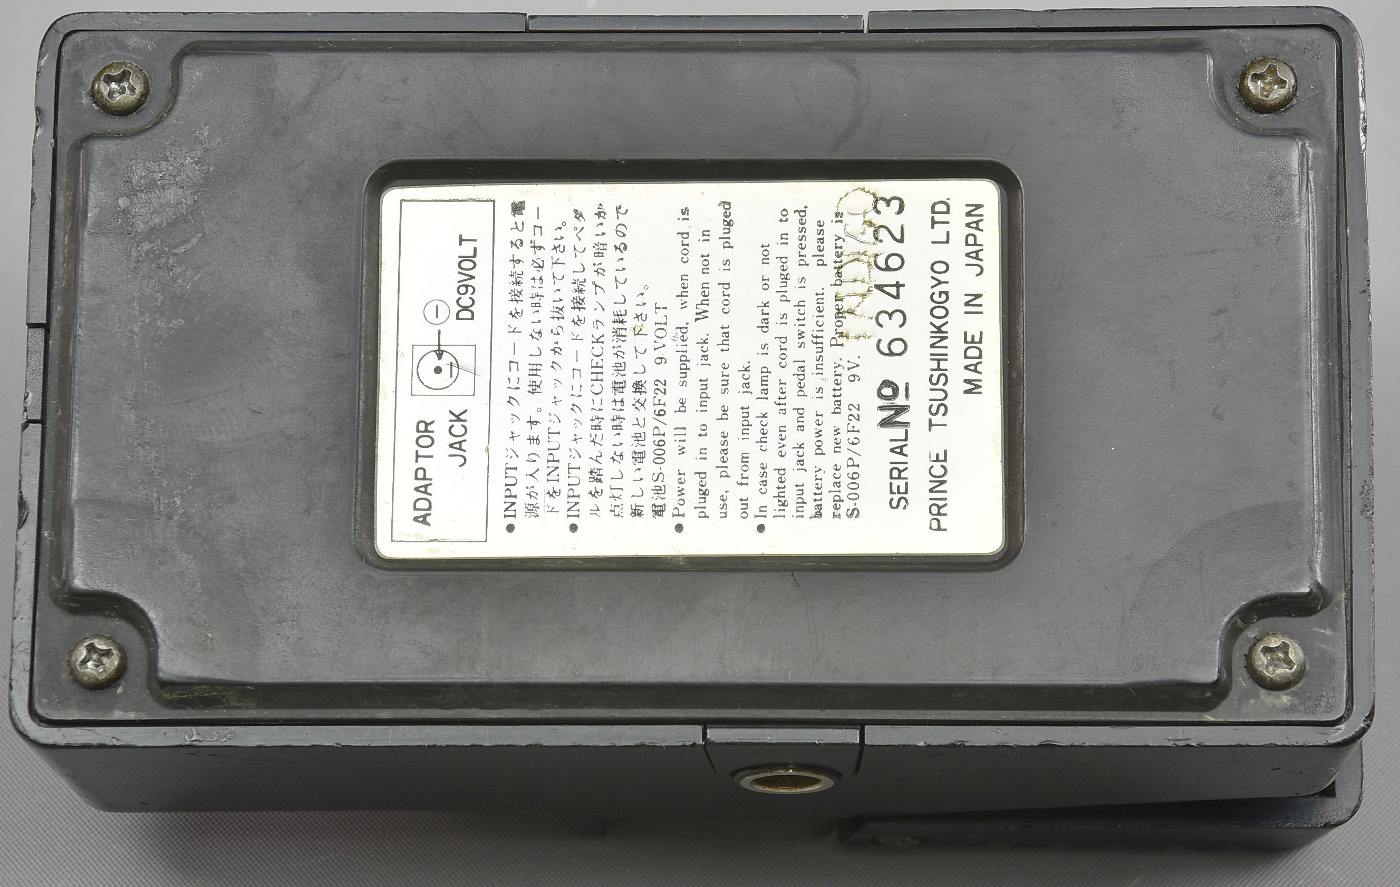 ADAPTOR
JACK
⊖
DC9VOLT
●INPUTジャックにコードを接続すると電
源が入ります。使用しない時は必ずコー
ドをINPUTジャックから抜いて下さい。
●INPUTジャックにコードを接続してペダ
ルを踏んだ時にCHECKランプが暗いか
点灯しない時は電池が消耗しているので
新しい電池と交換して下さい。
電池S-006P/6F22 9VOLT
●Power will be supplied, when cord is
pluged in to input jack. When not in
use, please be sure that cord is pluged
out from input jack.
●In case check lamp is dark or not
lighted even after cord is pluged in to
input jack and pedal switch is pressed,
battery power is insufficient. please
replace new battery. Proper battery is
S-006P/6F22 9V.
SERIAL No 634623
PRINCE TSUSHINKOGYO LTD.
MADE IN JAPAN